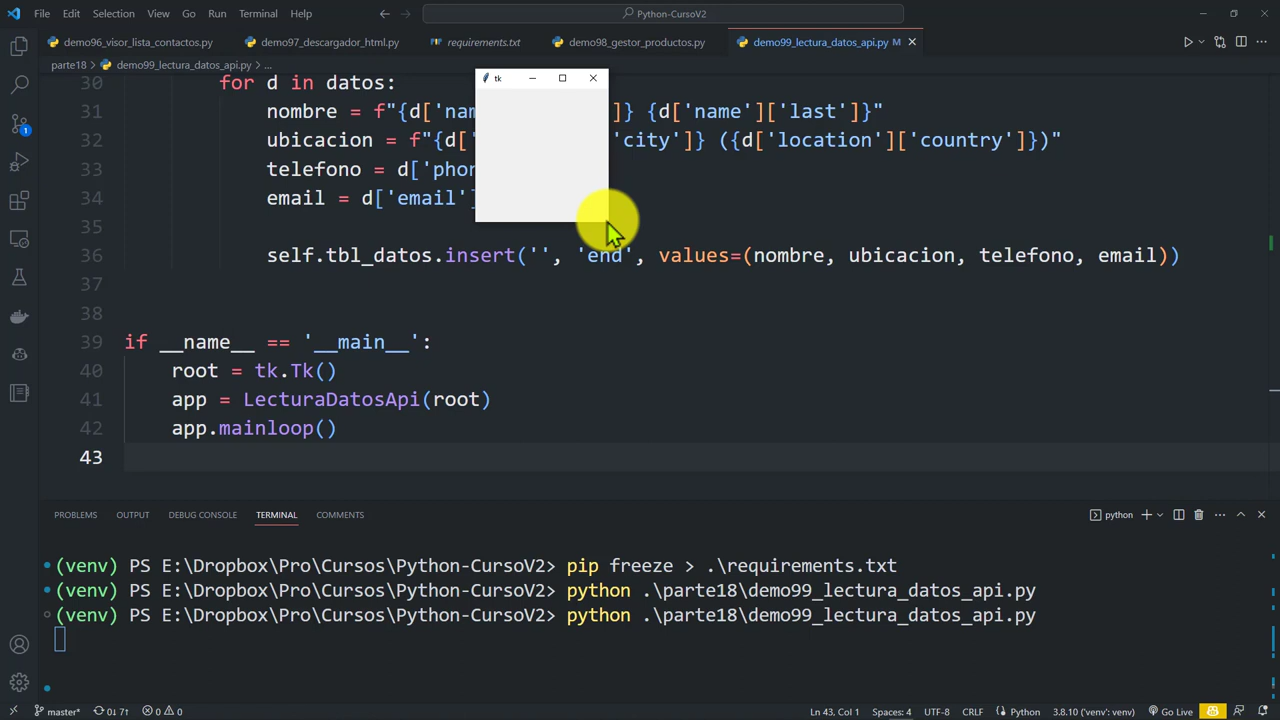 File Edit Selection View Go Run Terminal Help
Python-CursoV2
demo96_visor_lista_contactos.py demo97_descargador_html.py requirements.txt demo98_gestor_productos.py demo99_lectura_datos_api.py M
parte18 > demo99_lectura_datos_api.py > ...
tk
30 for d in datos:
31 nombre = f"{d['nam ]} {d['name']['last']}"
32 ubicacion = f"{d[' 'city']} ({d['location']['country']})"
33 telefono = d['phon
34 email = d['email']
35
36 self.tbl_datos.insert('', 'end', values=(nombre, ubicacion, telefono, email))
37
38
39 if __name__ == '__main__':
40 root = tk.Tk()
41 app = LecturaDatosApi(root)
42 app.mainloop()
43
PROBLEMS OUTPUT DEBUG CONSOLE TERMINAL COMMENTS
python
(venv) PS E:\Dropbox\Pro\Cursos\Python-CursoV2> pip freeze > .\requirements.txt
(venv) PS E:\Dropbox\Pro\Cursos\Python-CursoV2> python .\parte18\demo99_lectura_datos_api.py
(venv) PS E:\Dropbox\Pro\Cursos\Python-CursoV2> python .\parte18\demo99_lectura_datos_api.py
master* 0↓ 7↑ 0 0 Ln 43, Col 1 Spaces: 4 UTF-8 CRLF Python 3.8.10 ('venv': venv) Go Live